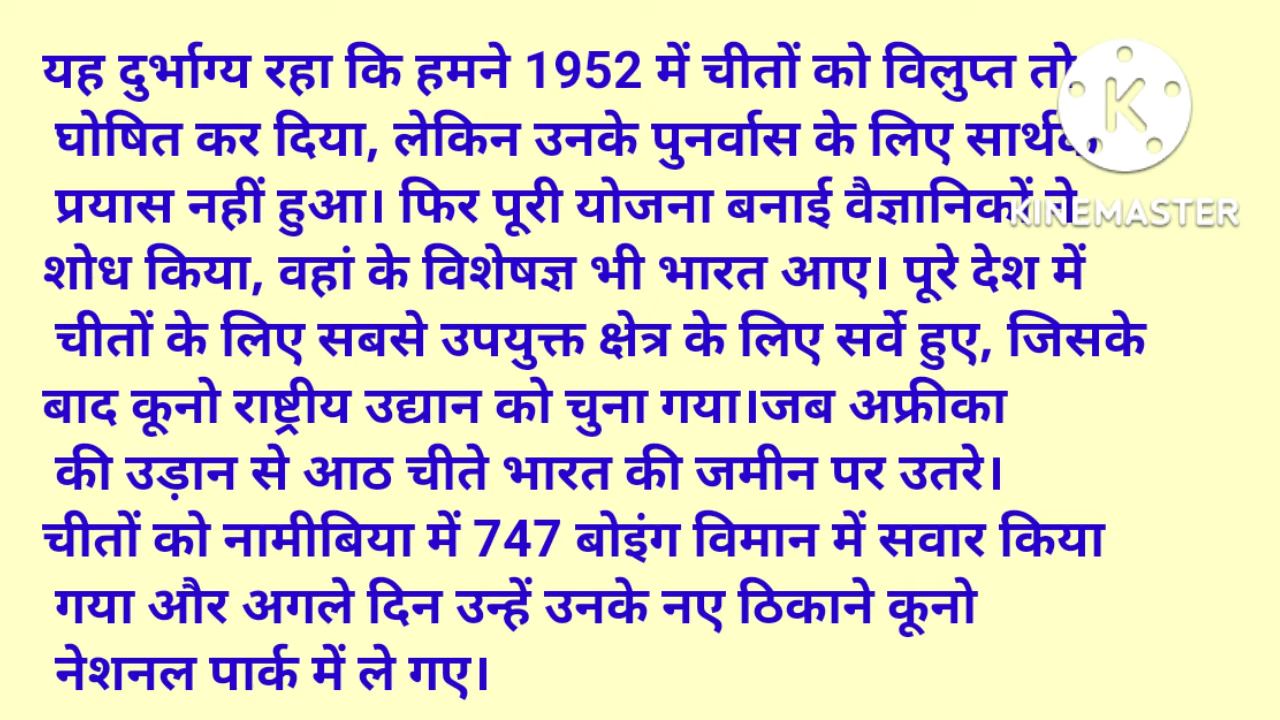 यह दुर्भाग्य रहा कि हमने 1952 में चीतों को विलुप्त तो
घोषित कर दिया, लेकिन उनके पुनर्वास के लिए सार्थक
प्रयास नहीं हुआ। फिर पूरी योजना बनाई वैज्ञानिकों ने
शोध किया, वहां के विशेषज्ञ भी भारत आए। पूरे देश में
चीतों के लिए सबसे उपयुक्त क्षेत्र के लिए सर्वे हुए, जिसके
बाद कूनो राष्ट्रीय उद्यान को चुना गया।जब अफ्रीका
की उड़ान से आठ चीते भारत की जमीन पर उतरे।
चीतों को नामीबिया में 747 बोइंग विमान में सवार किया
गया और अगले दिन उन्हें उनके नए ठिकाने कूनो
नेशनल पार्क में ले गए।
K
KINEMASTER